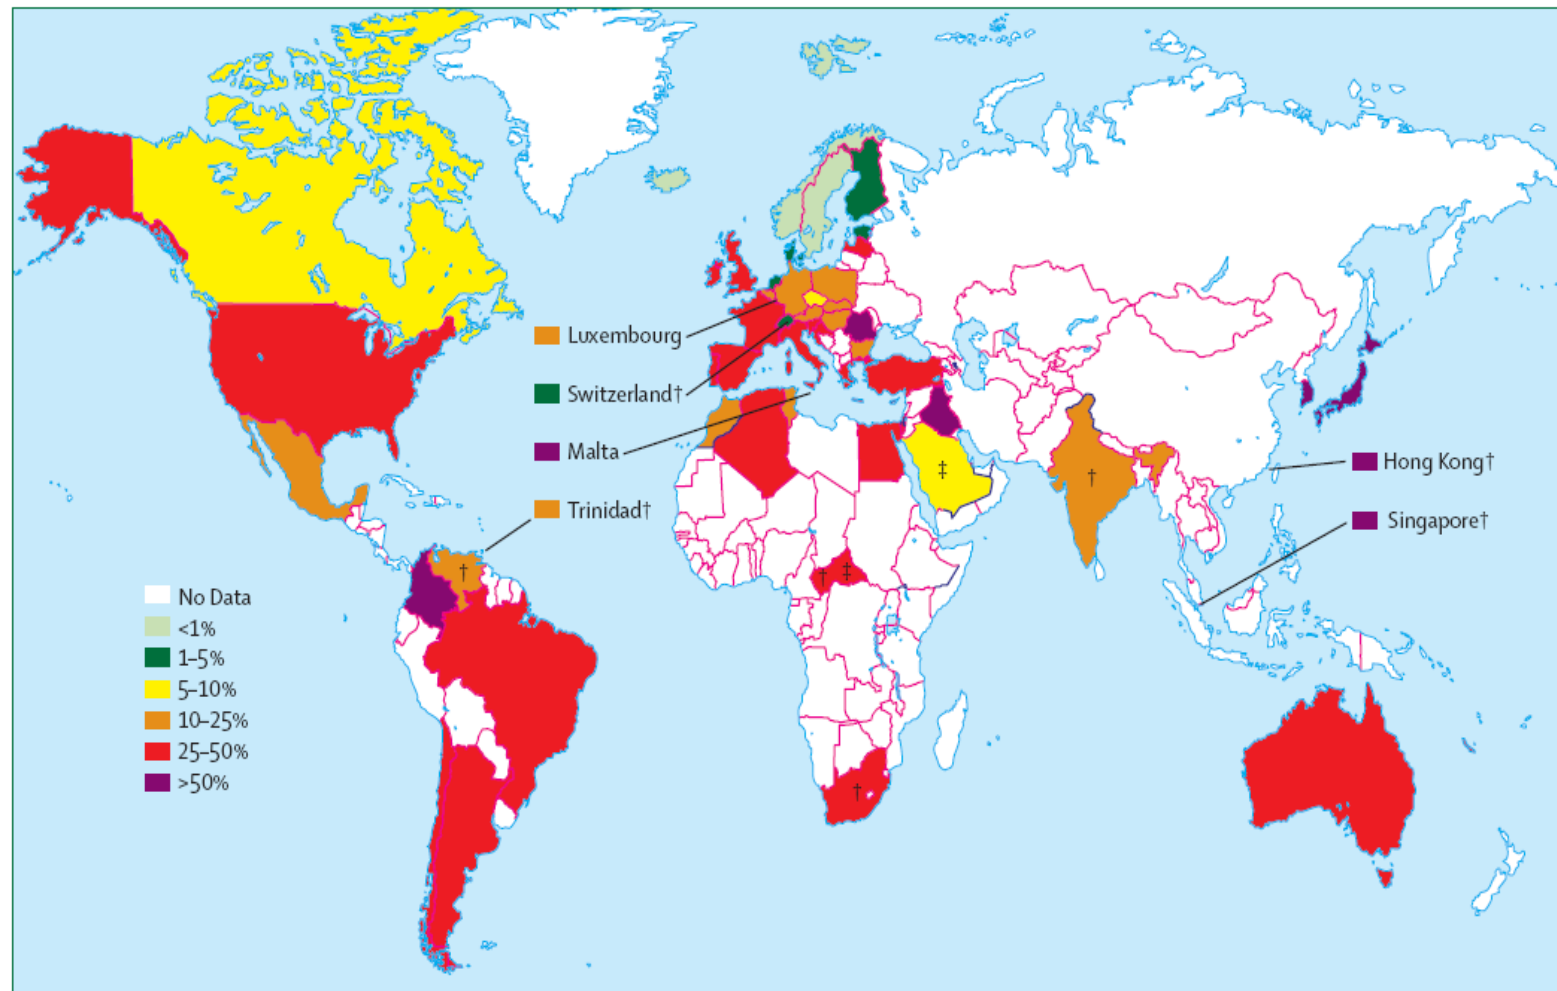 Luxembourg
Switzerland†
Malta
Trinidad†
Hong Kong†
Singapore†
‡
†
†
†
‡
†
No Data
<1%
1–5%
5–10%
10–25%
25–50%
>50%